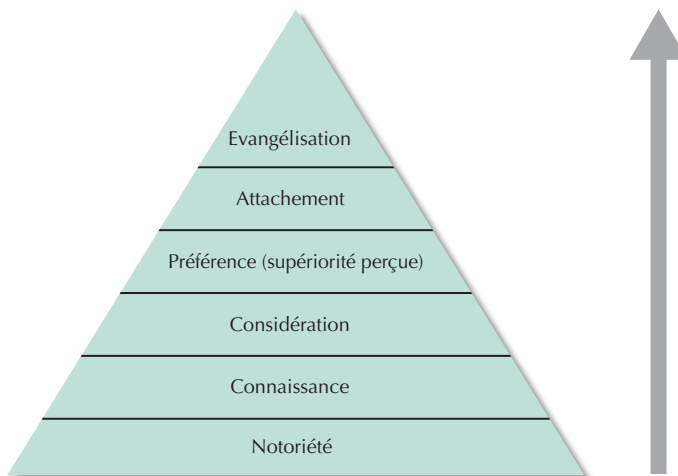 Evangélisation
Attachement
Préférence (supériorité perçue)
Considération
Connaissance
Notoriété